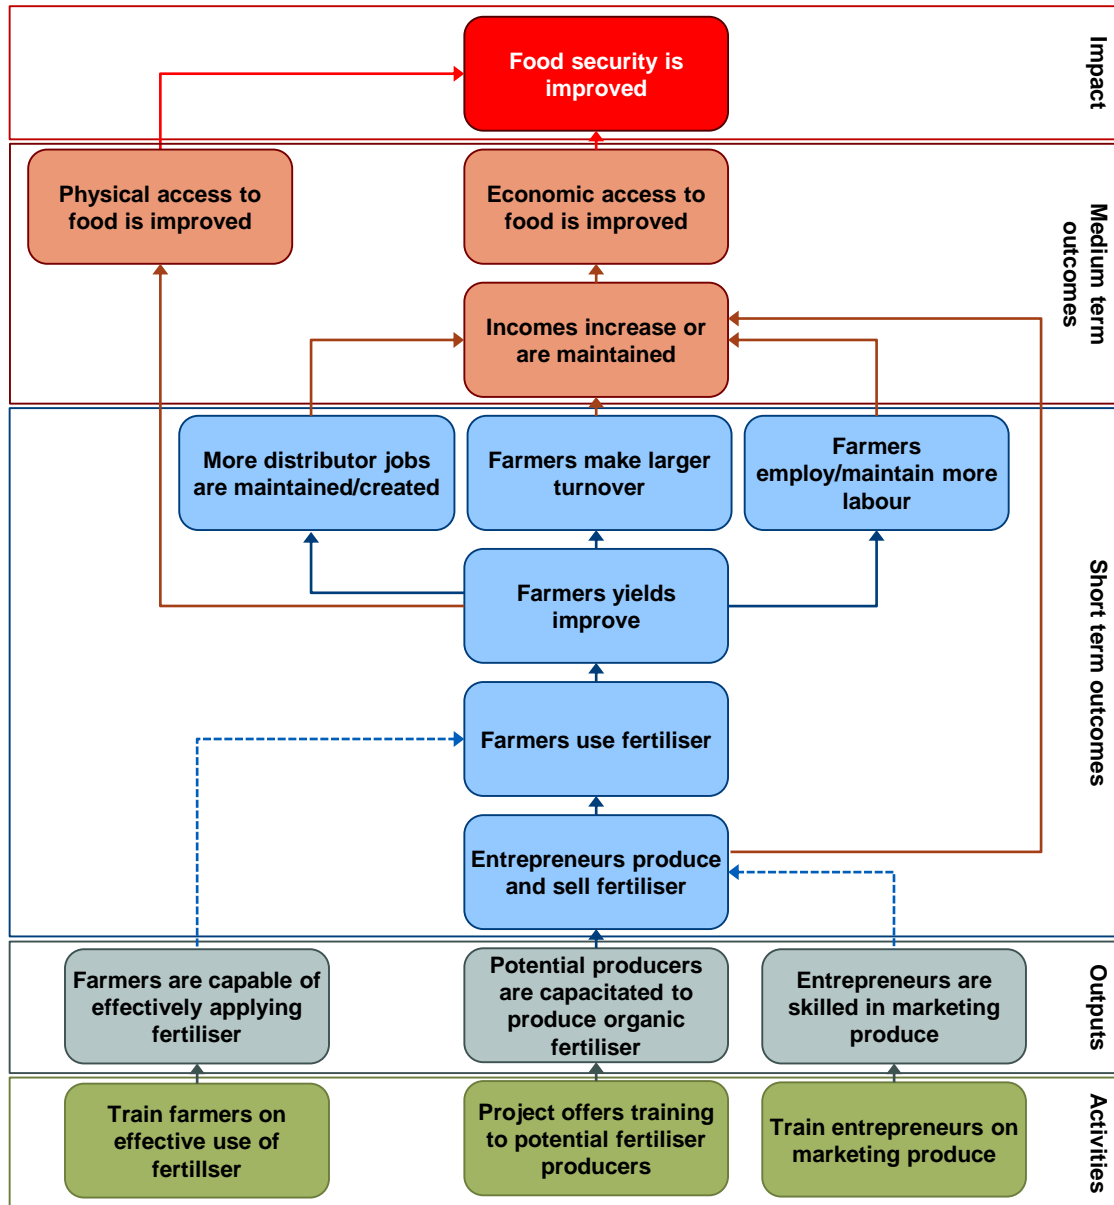 Food security is
improved
Impact
Physical access to
food is improved
Economic access to
food is improved
Incomes increase or
are maintained
Medium term
outcomes
More distributor jobs
are maintained/created
Farmers make larger
turnover
Farmers
employ/maintain more
labour
Farmers yields
improve
Farmers use fertiliser
Entrepreneurs produce
and sell fertiliser
Short term outcomes
Farmers are capable of
effectively applying
fertiliser
Potential producers
are capacitated to
produce organic
fertiliser
Entrepreneurs are
skilled in marketing
produce
Outputs
Train farmers on
effective use of
fertillser
Project offers training
to potential fertiliser
producers
Train entrepreneurs on
marketing produce
Activities